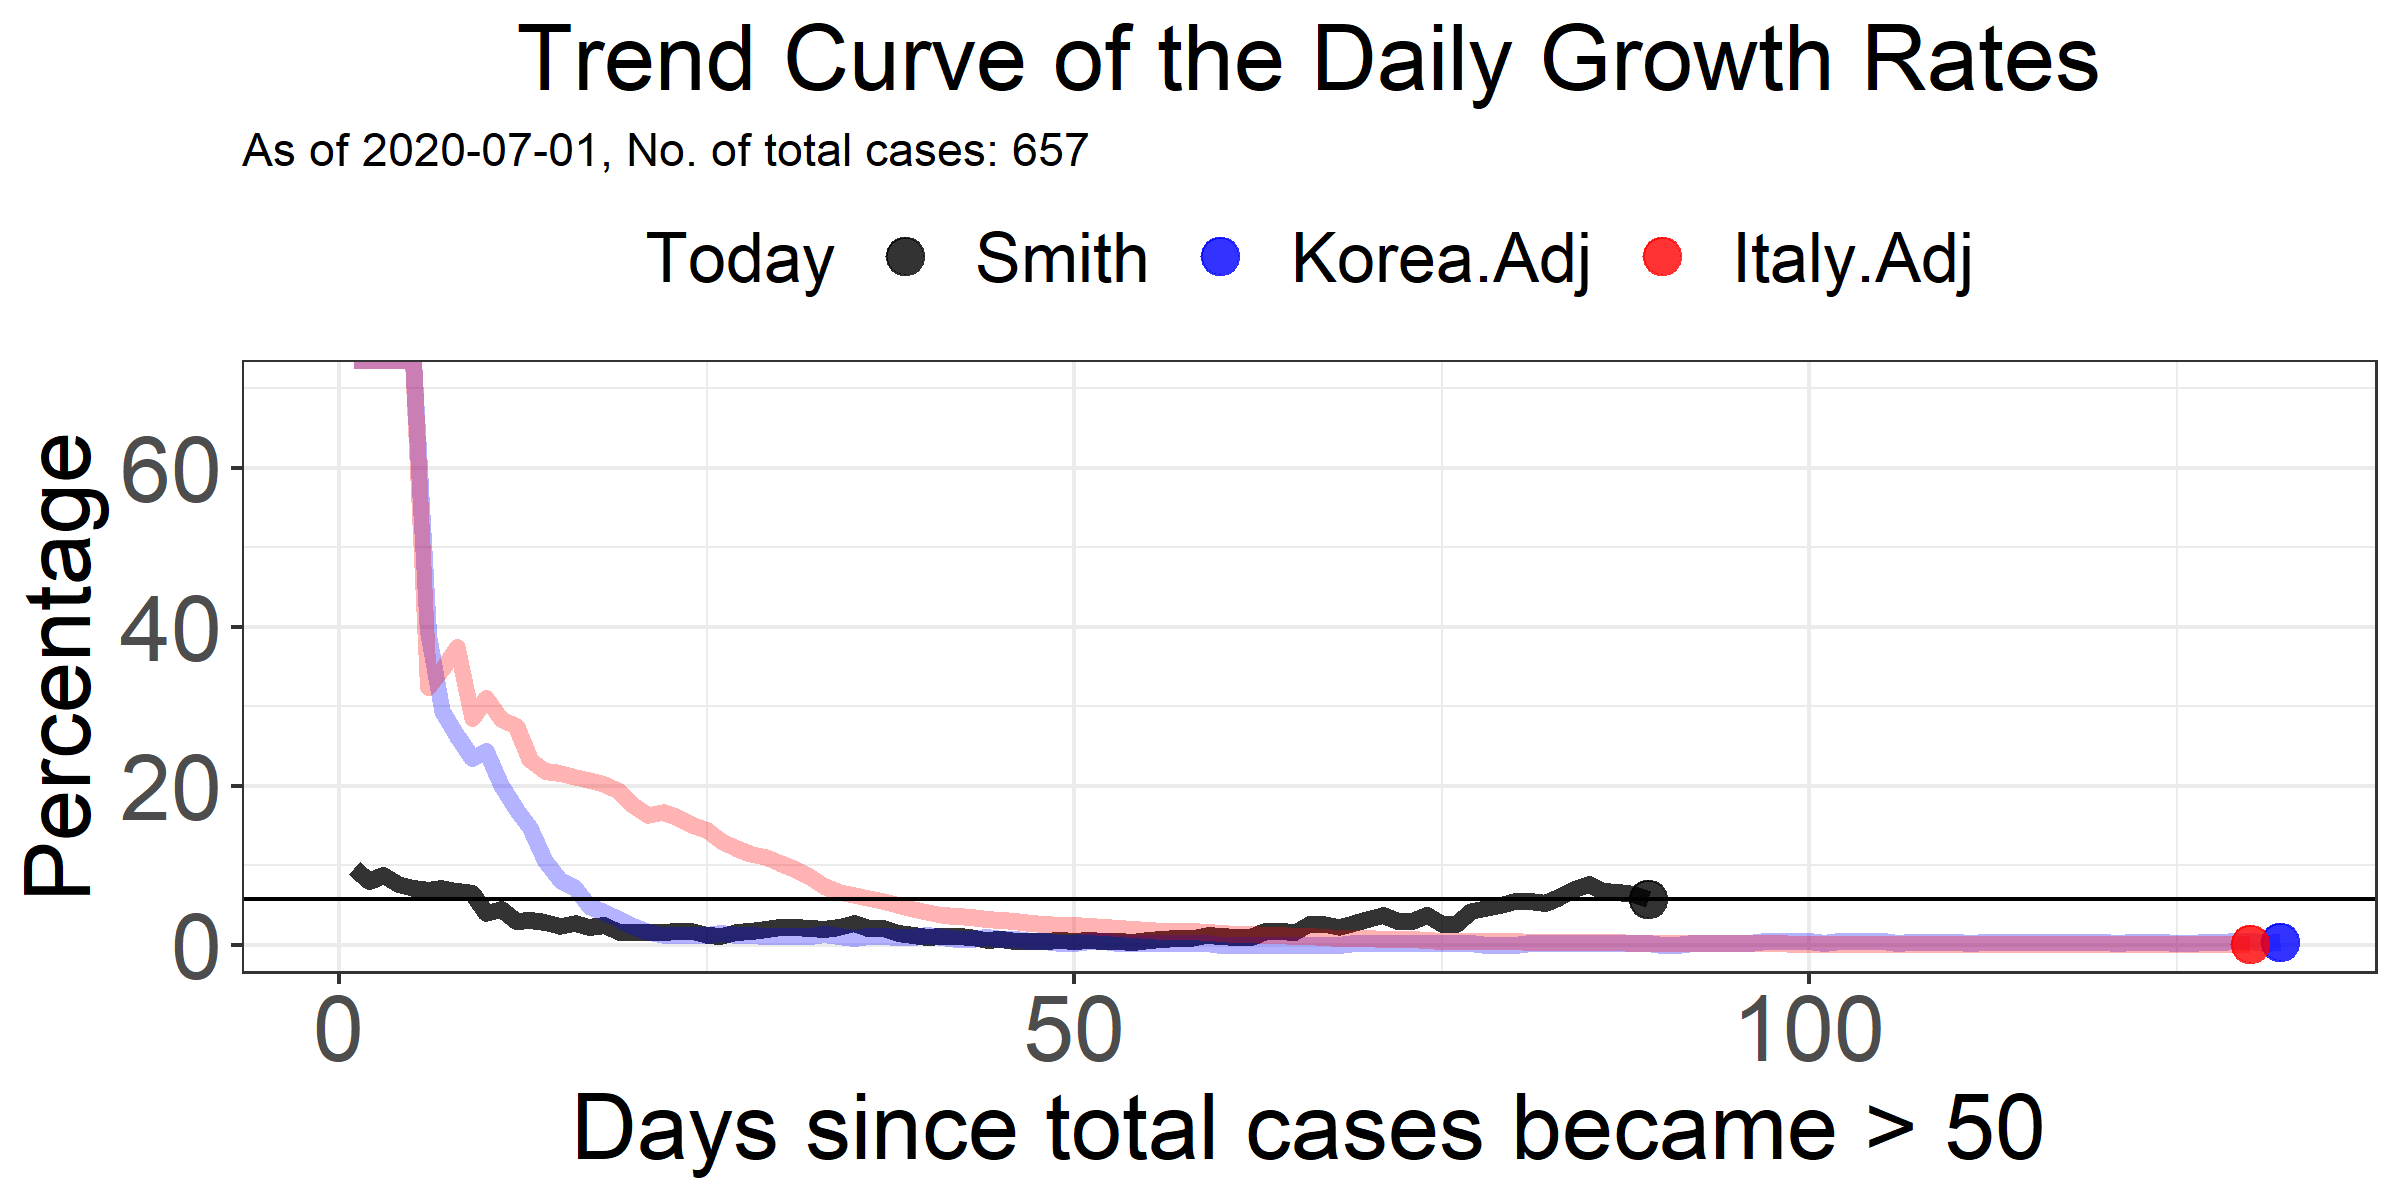 Trend Curve of the Daily Growth Rates
As of 2020-07-01, No. of total cases: 657
Today Smith Korea.Adj Italy.Adj
Percentage
60
40
20
0
0 50 100
Days since total cases became > 50